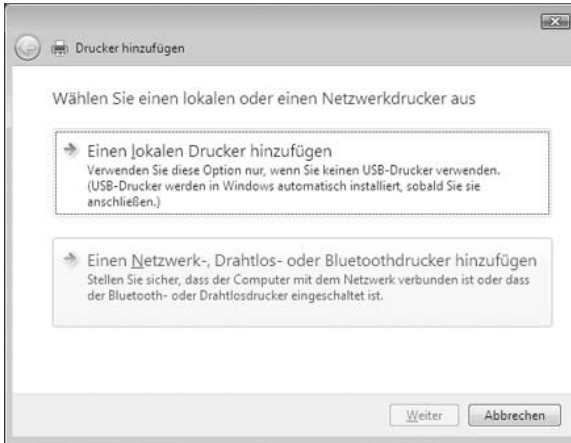 Drucker hinzufügen
Wählen Sie einen lokalen oder einen Netzwerkdrucker aus
Einen lokalen Drucker hinzufügen
Verwenden Sie diese Option nur, wenn Sie keinen USB-Drucker verwenden.
(USB-Drucker werden in Windows automatisch installiert, sobald Sie sie
anschließen.)
Einen Netzwerk-, Drahtlos- oder Bluetoothdrucker hinzufügen
Stellen Sie sicher, dass der Computer mit dem Netzwerk verbunden ist oder dass
der Bluetooth- oder Drahtlosdrucker eingeschaltet ist.
Weiter Abbrechen